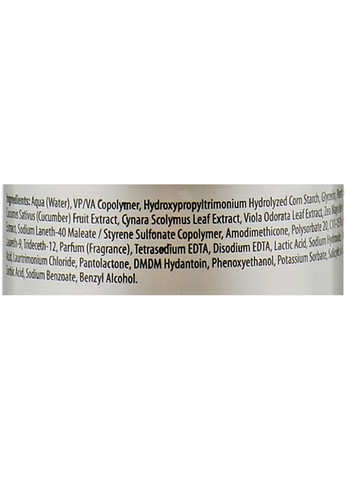 Ingredients: Aqua (Water), VP/VA Copolymer, Hydroxypropyltrimonium Hydrolyzed Corn Starch, Glycerin,
Cucumis Sativus (Cucumber) Fruit Extract, Cynara Scolymus Leaf Extract, Viola Odorata Leaf Extract,
Extract, Sodium Laneth-40 Maleate / Styrene Sulfonate Copolymer, Amodimethicone, Polysorbate 20,
Laureth-9, Trideceth-12, Parfum (Fragrance), Tetrasodium EDTA, Disodium EDTA, Lactic Acid, Sodium
Acid, Laurtrimonium Chloride, Pantolactone, DMDM Hydantoin, Phenoxyethanol, Potassium Sorbate,
Sorbic Acid, Sodium Benzoate, Benzyl Alcohol.